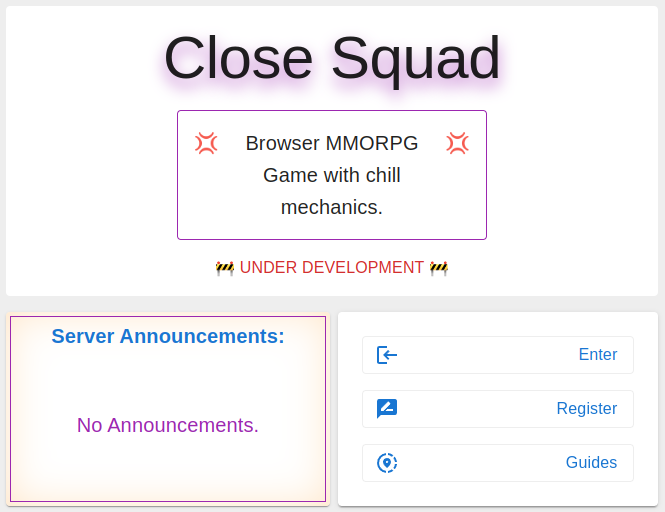 Close Squad
Browser MMORPG
Game with chill
mechanics.
🚧 UNDER DEVELOPMENT 🚧
Server Announcements:
No Announcements.
Enter
Register
Guides